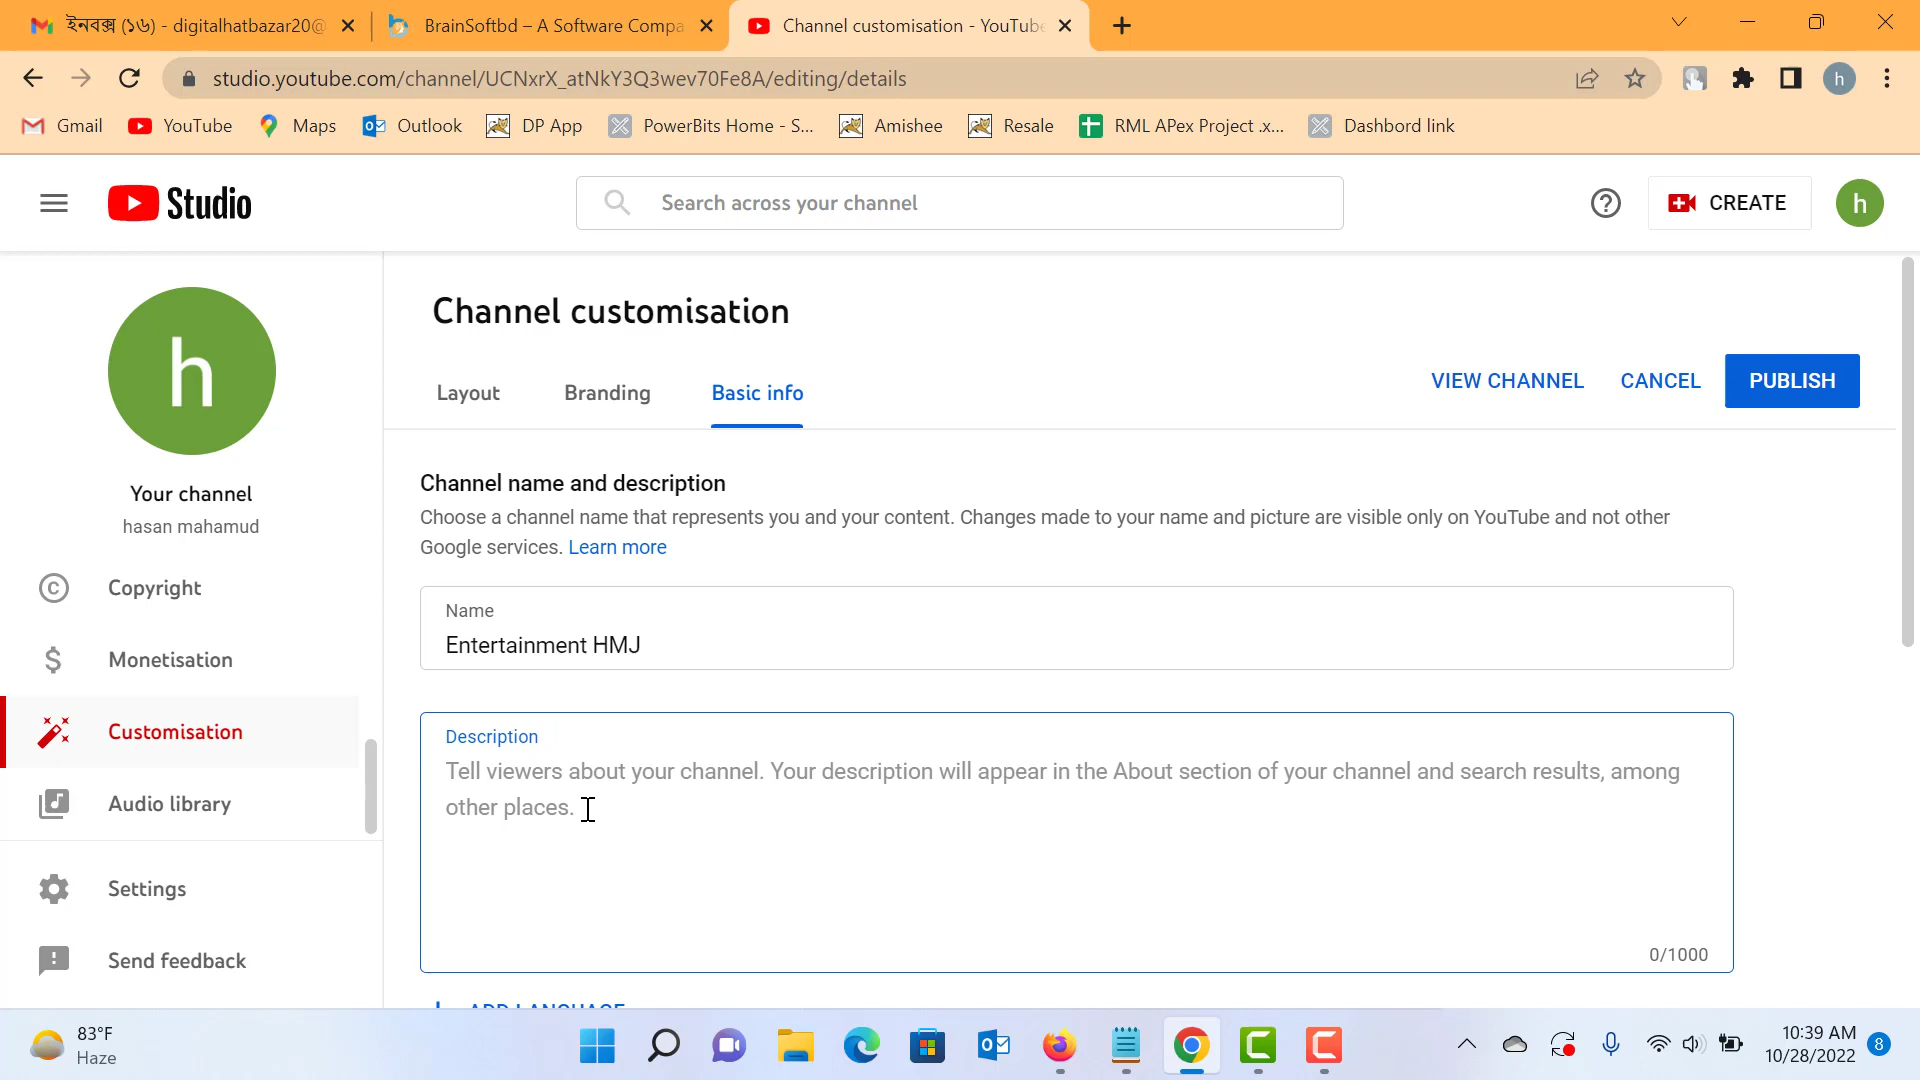 ইনবক্স (১৬) - digitalhatbazar20@
BrainSoftbd – A Software Compa
Channel customisation - YouTube
studio.youtube.com/channel/UCNxrX_atNkY3Q3wev70Fe8A/editing/details
h
Gmail
YouTube
Maps
Outlook
DP App
PowerBits Home - S...
Amishee
Resale
RML APex Project .x...
Dashbord link
Studio
Search across your channel
CREATE
h
h
Your channel
hasan mahamud
Copyright
Monetisation
Customisation
Audio library
Settings
Send feedback
Channel customisation
Layout
Branding
Basic info
VIEW CHANNEL
CANCEL
PUBLISH
Channel name and description
Choose a channel name that represents you and your content. Changes made to your name and picture are visible only on YouTube and not other
Google services. Learn more
Name
Entertainment HMJ
Description
Tell viewers about your channel. Your description will appear in the About section of your channel and search results, among
other places.
0/1000
ADD LANGUAGE
83°F
Haze
10:39 AM
10/28/2022
8